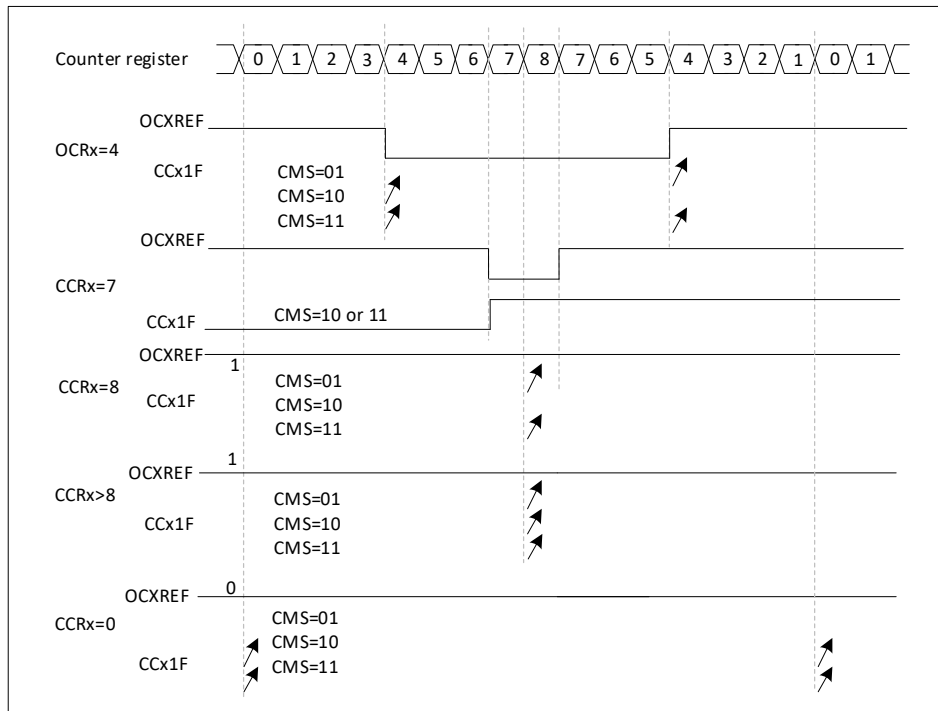 Counter register 0 1 2 3 4 5 6 7 8 7 6 5 4 3 2 1 0 1
OCXREF
OCRx=4
CCx1F
CMS=01
CMS=10
CMS=11
OCXREF
CCRx=7
CCx1F
CMS=10 or 11
OCXREF
1
CCRx=8
CCx1F
CMS=01
CMS=10
CMS=11
OCXREF 1
CCRx>8
CCx1F
CMS=01
CMS=10
CMS=11
OCXREF 0
CCRx=0
CCx1F
CMS=01
CMS=10
CMS=11